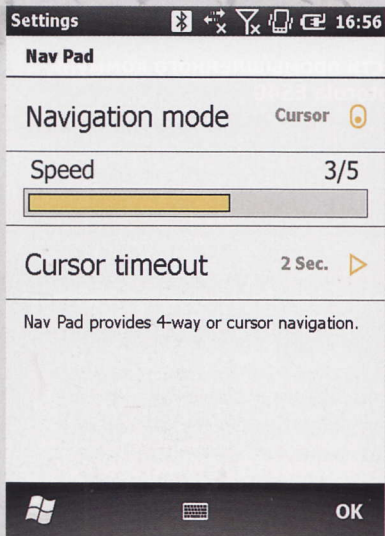 Settings 16:56
Nav Pad
Navigation mode Cursor
Speed 3/5
Cursor timeout 2 Sec.
Nav Pad provides 4-way or cursor navigation.
OK